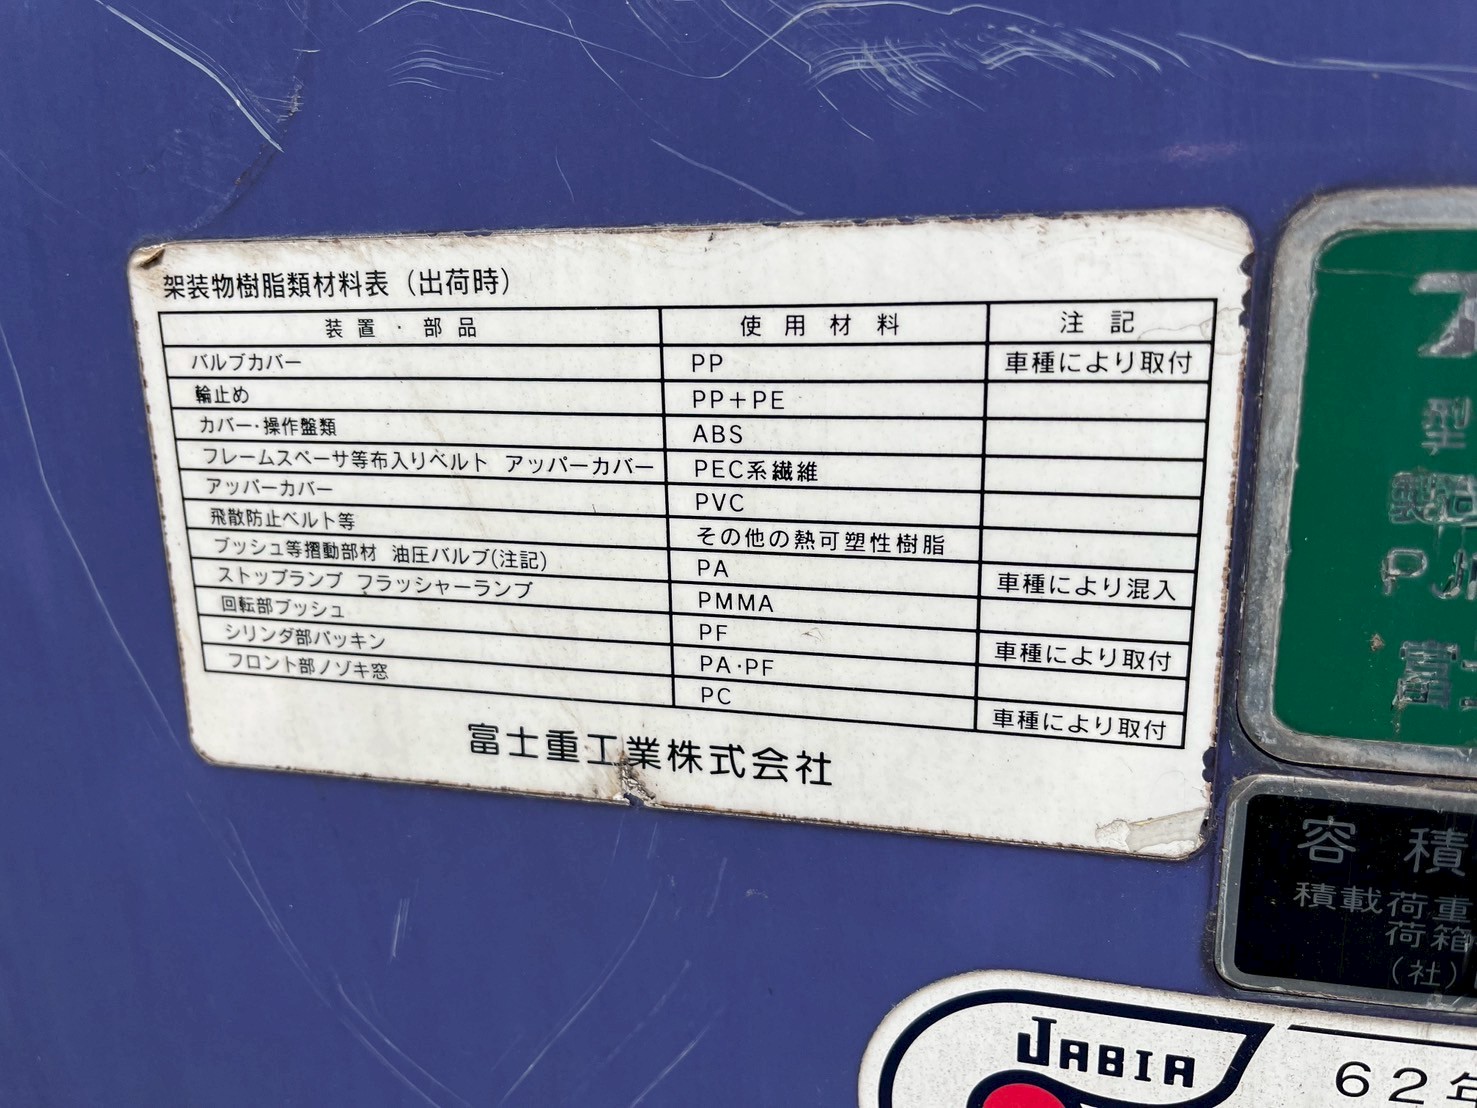 架装物樹脂類材料表（出荷時）
装置・部品 使用材料 注記
バルブカバー PP 車種により取付
輪止め PP＋PE
カバー・操作盤類 ABS
フレームスペーサ等布入りベルト アッパーカバー PEC系繊維
アッパーカバー PVC
飛散防止ベルト等 その他の熱可塑性樹脂
ブッシュ等摺動部材 油圧バルブ(注記) PA 車種により混入
ストップランプ フラッシャーランプ PMMA
回転部ブッシュ PF 車種により取付
シリンダ部パッキン PA・PF
フロント部ノゾキ窓 PC 車種により取付
富士重工業株式会社
型
製造
富士
容積
積載荷重
荷箱
（社）
JABIA
62年